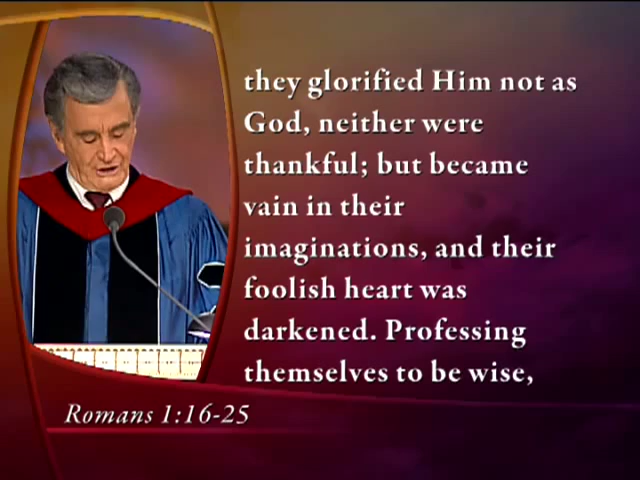 they glorified Him not as
God, neither were
thankful; but became
vain in their
imaginations, and their
foolish heart was
darkened. Professing
themselves to be wise,
Romans 1:16-25